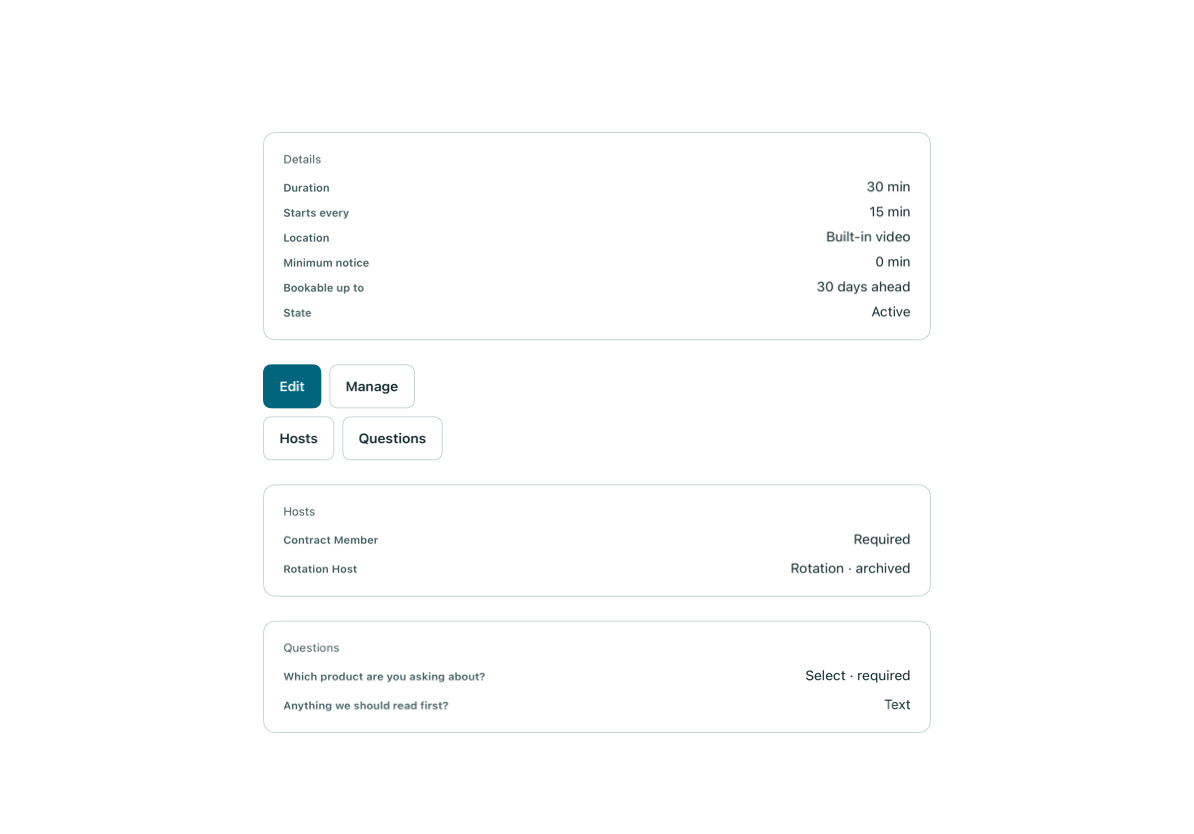 Details
Duration 30 min
Starts every 15 min
Location Built-in video
Minimum notice 0 min
Bookable up to 30 days ahead
State Active
Edit Manage
Hosts Questions
Hosts
Contract Member Required
Rotation Host Rotation · archived
Questions
Which product are you asking about? Select · required
Anything we should read first? Text